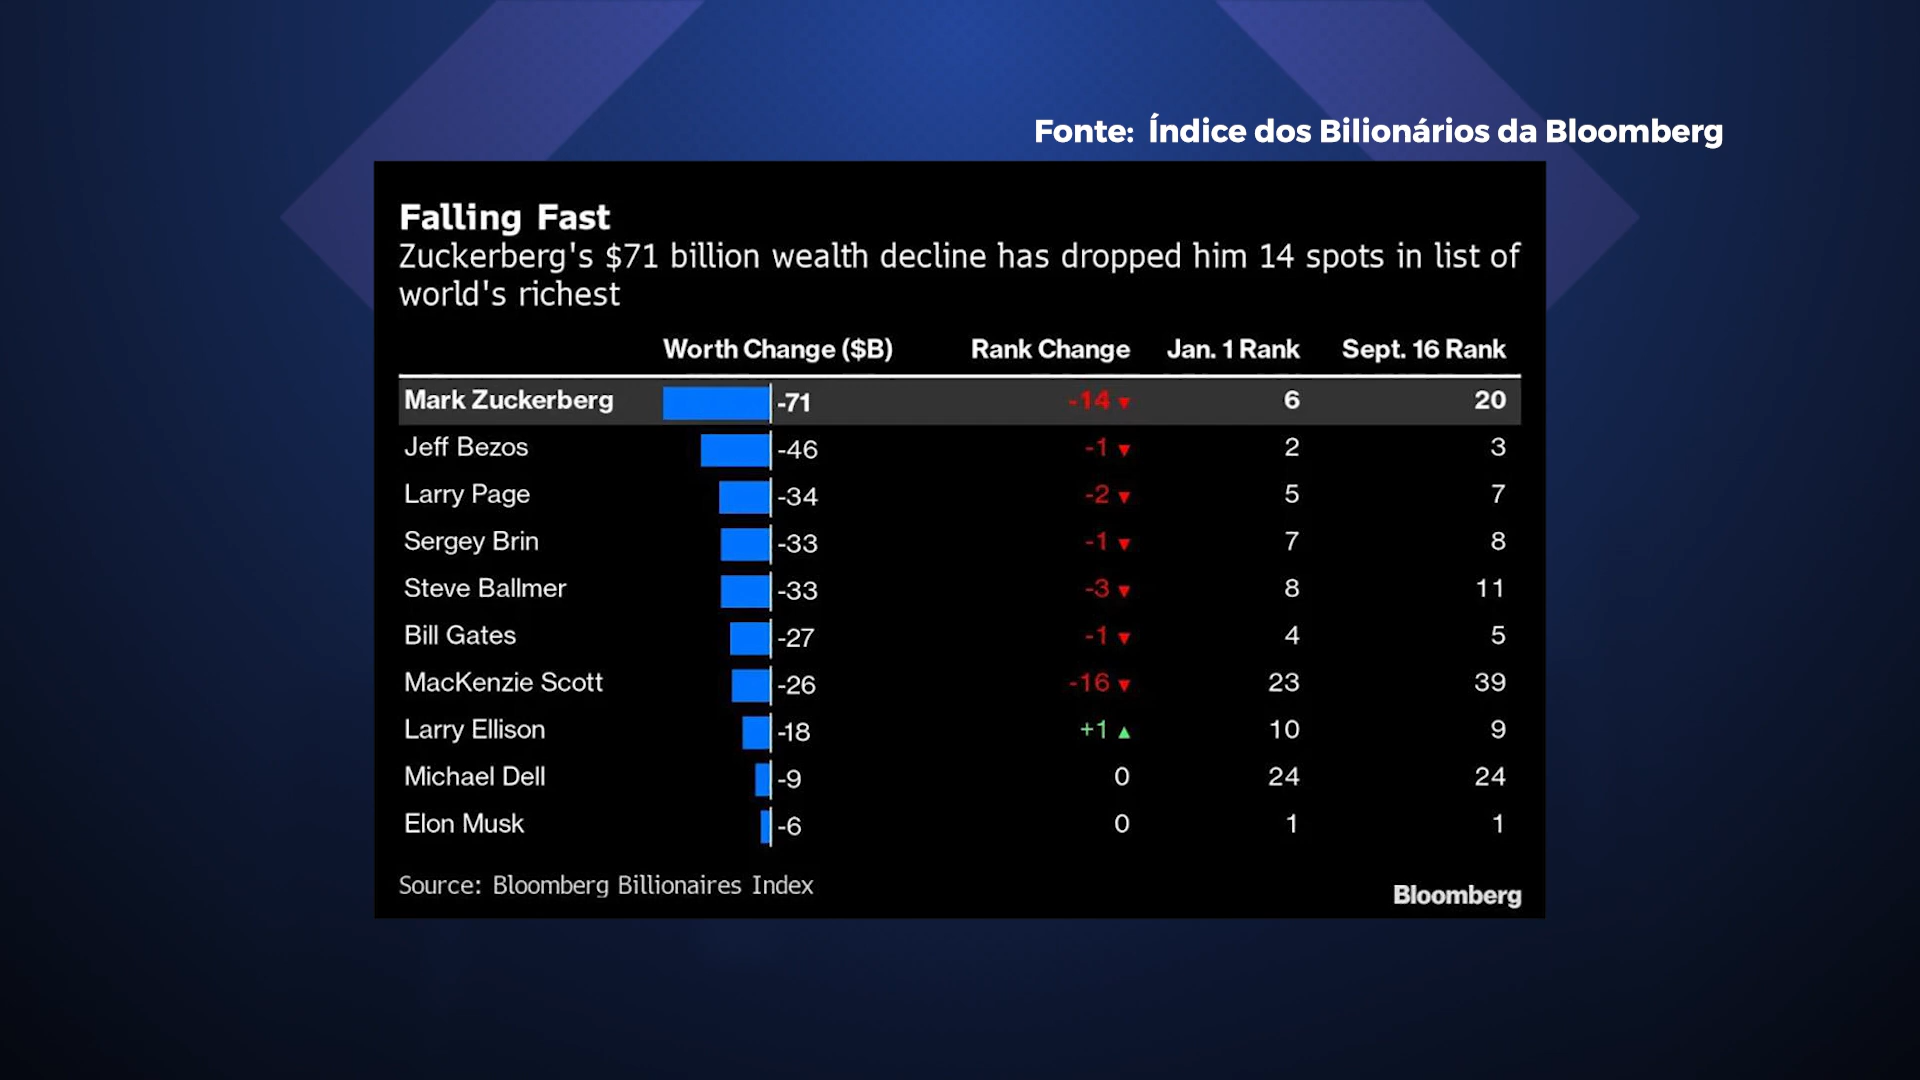 Fonte: Índice dos Bilionários da Bloomberg
Falling Fast
Zuckerberg's $71 billion wealth decline has dropped him 14 spots in list of
world's richest
Worth Change ($B) Rank Change Jan. 1 Rank Sept. 16 Rank
Mark Zuckerberg -71 -14 ▼ 6 20
Jeff Bezos -46 -1 ▼ 2 3
Larry Page -34 -2 ▼ 5 7
Sergey Brin -33 -1 ▼ 7 8
Steve Ballmer -33 -3 ▼ 8 11
Bill Gates -27 -1 ▼ 4 5
MacKenzie Scott -26 -16 ▼ 23 39
Larry Ellison -18 +1 ▲ 10 9
Michael Dell -9 0 24 24
Elon Musk -6 0 1 1
Source: Bloomberg Billionaires Index
Bloomberg